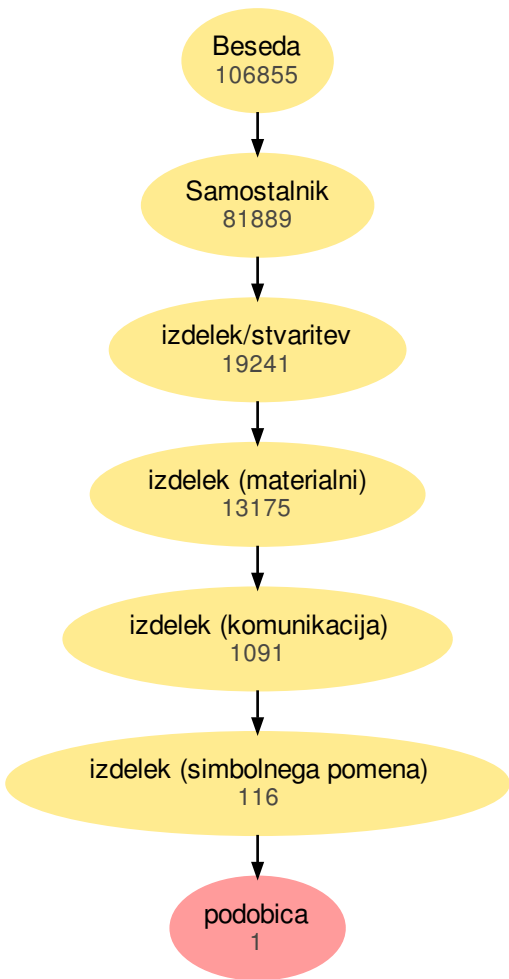 Beseda
106855
Samostalnik
81889
izdelek/stvaritev
19241
izdelek (materialni)
13175
izdelek (komunikacija)
1091
izdelek (simbolnega pomena)
116
podobica
1